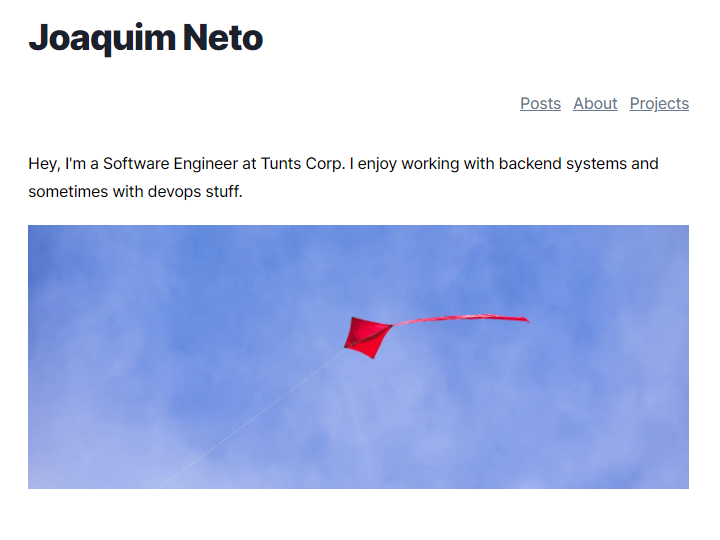 Joaquim Neto
Posts About Projects
Hey, I'm a Software Engineer at Tunts Corp. I enjoy working with backend systems and
sometimes with devops stuff.